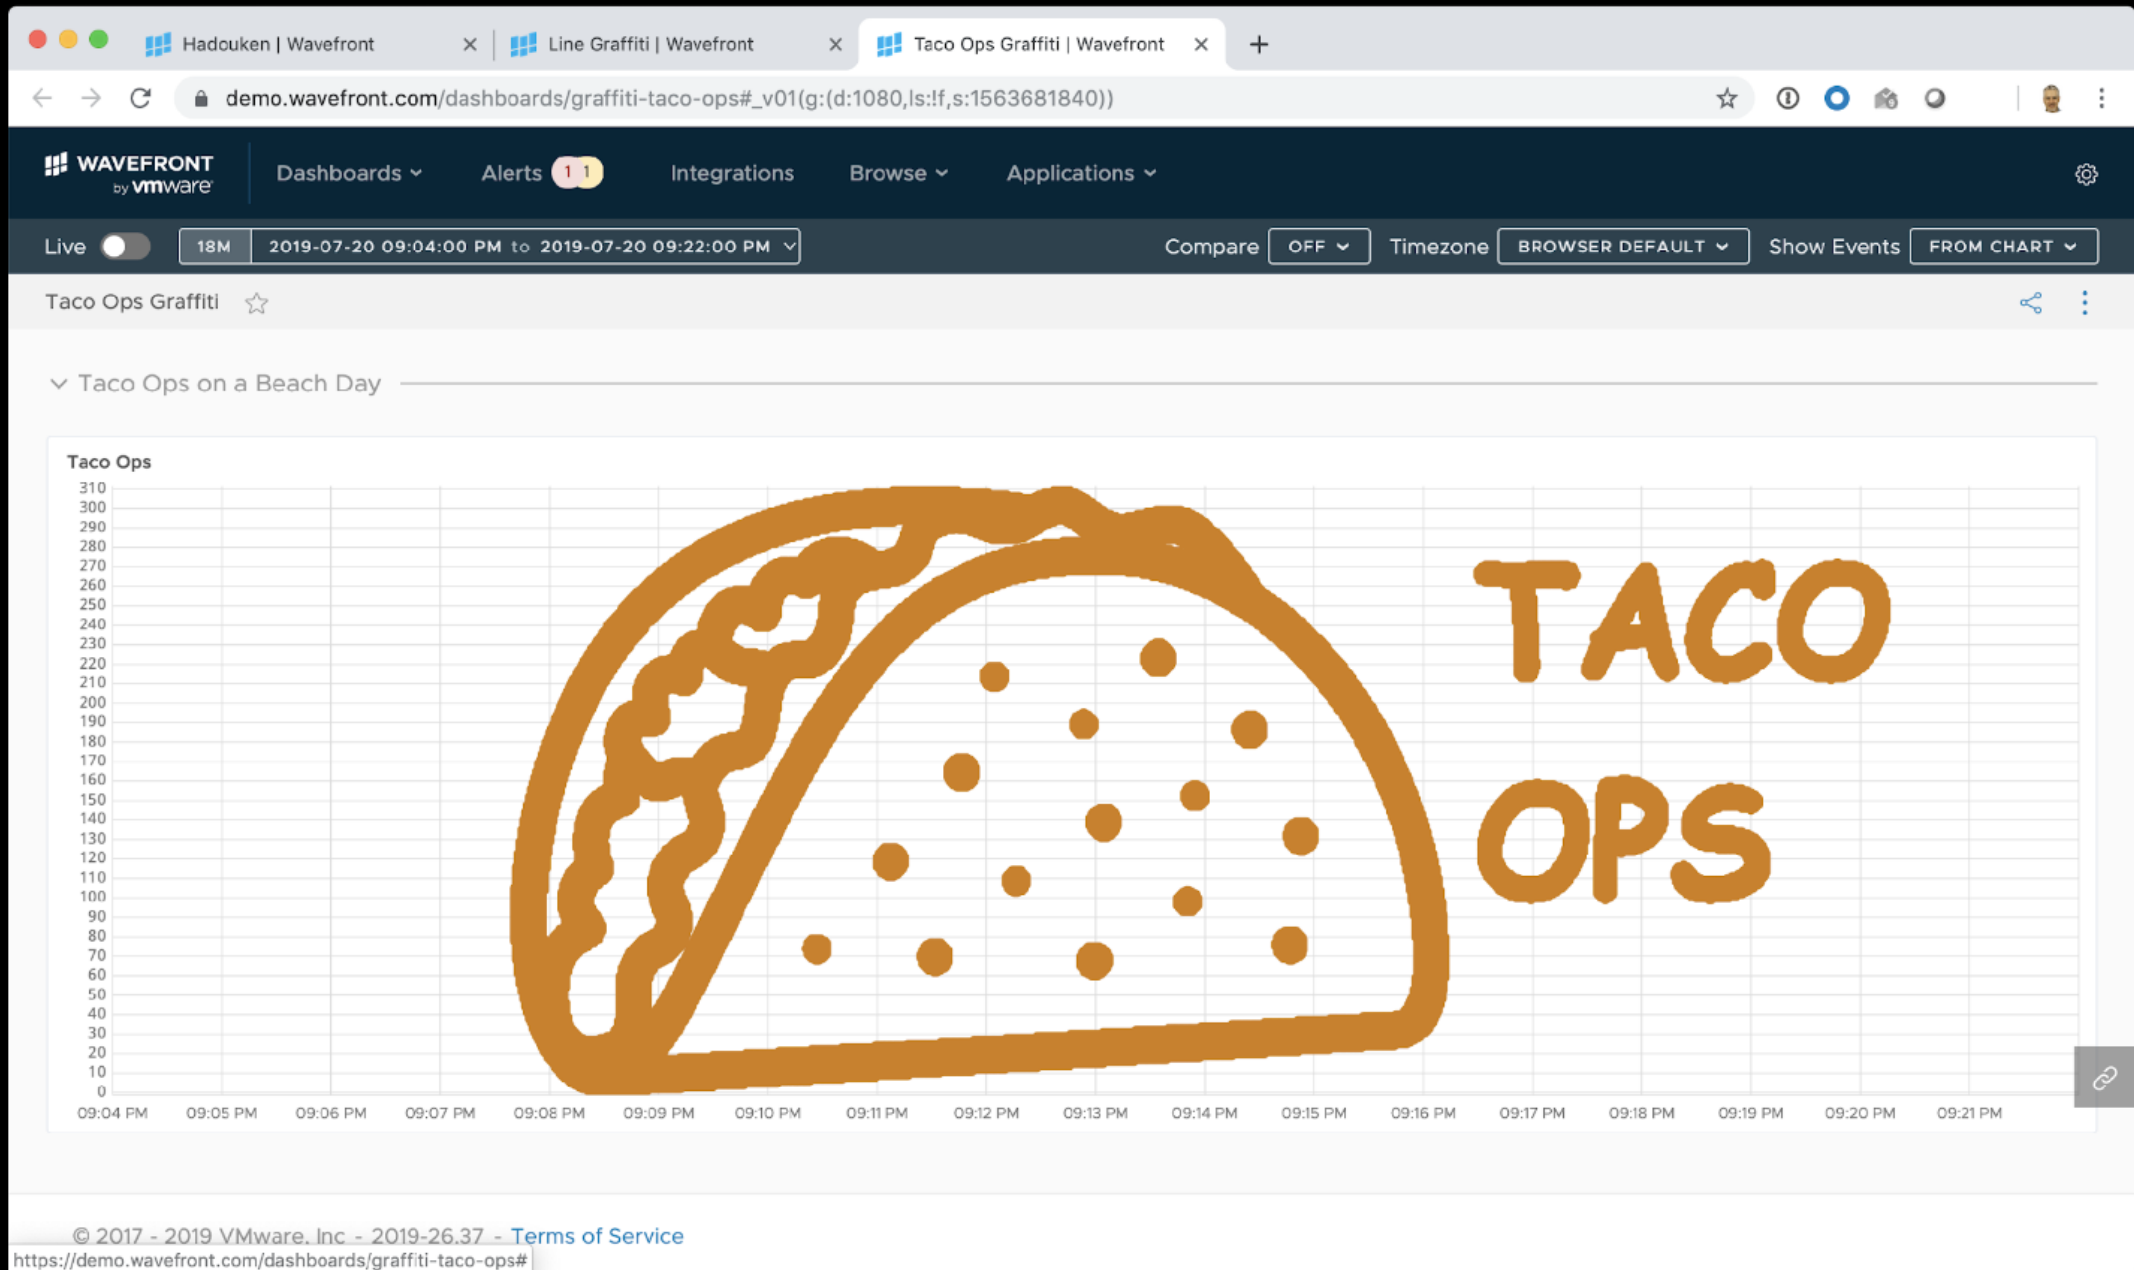 Hadouken | Wavefront
Line Graffiti | Wavefront
Taco Ops Graffiti | Wavefront
demo.wavefront.com/dashboards/graffiti-taco-ops#_v01(g:(d:1080,ls:!f,s:1563681840))
WAVEFRONT
by vmware
Dashboards
Alerts 1 1
Integrations
Browse
Applications
Live
18M
2019-07-20 09:04:00 PM to 2019-07-20 09:22:00 PM
Compare OFF
Timezone BROWSER DEFAULT
Show Events FROM CHART
Taco Ops Graffiti
Taco Ops on a Beach Day
Taco Ops
310
300
290
280
270
260
250
240
230
220
210
200
190
180
170
160
150
140
130
120
110
100
90
80
70
60
50
40
30
20
10
0
TACO
OPS
09:04 PM 09:05 PM 09:06 PM 09:07 PM 09:08 PM 09:09 PM 09:10 PM 09:11 PM 09:12 PM 09:13 PM 09:14 PM 09:15 PM 09:16 PM 09:17 PM 09:18 PM 09:19 PM 09:20 PM 09:21 PM
© 2017 - 2019 VMware, Inc - 2019-26.37 - Terms of Service
https://demo.wavefront.com/dashboards/graffiti-taco-ops#